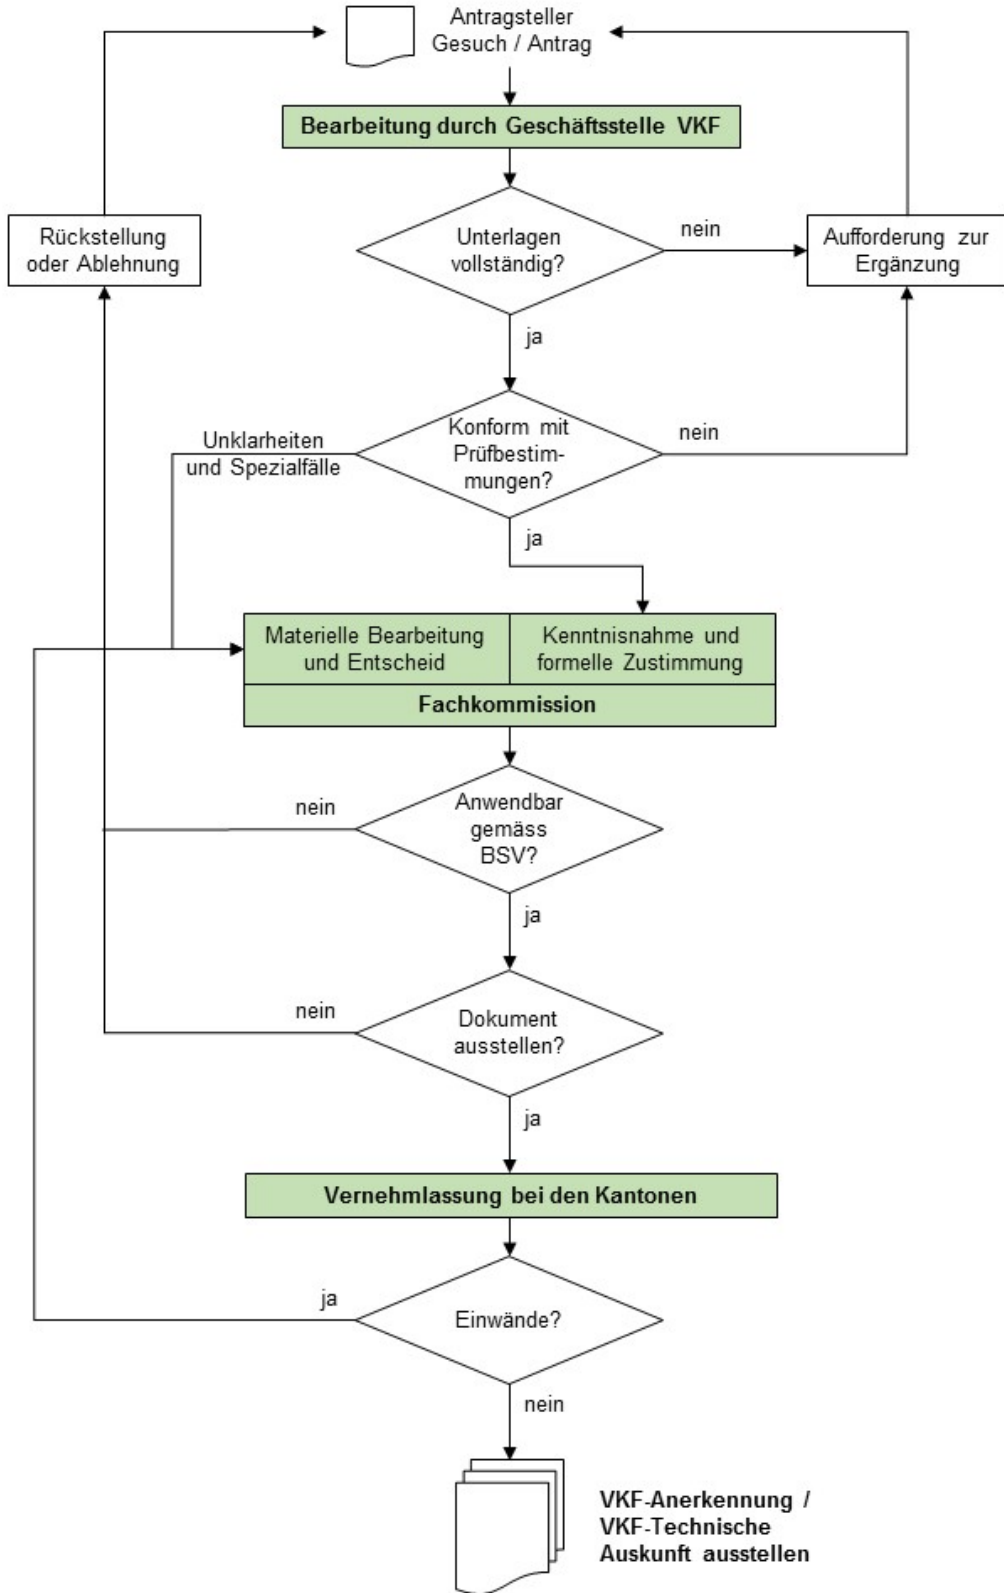 Antragsteller
Gesuch / Antrag
Bearbeitung durch Geschäftsstelle VKF
Rückstellung
oder Ablehnung
Unterlagen
vollständig?
nein
Aufforderung zur
Ergänzung
ja
Unklarheiten
und Spezialfälle
Konform mit
Prüfbestim-
mungen?
nein
ja
Materielle Bearbeitung
und Entscheid
Kenntnisnahme und
formelle Zustimmung
Fachkommission
nein
Anwendbar
gemäss
BSV?
ja
nein
Dokument
ausstellen?
ja
Vernehmlassung bei den Kantonen
ja
Einwände?
nein
VKF-Anerkennung /
VKF-Technische
Auskunft ausstellen